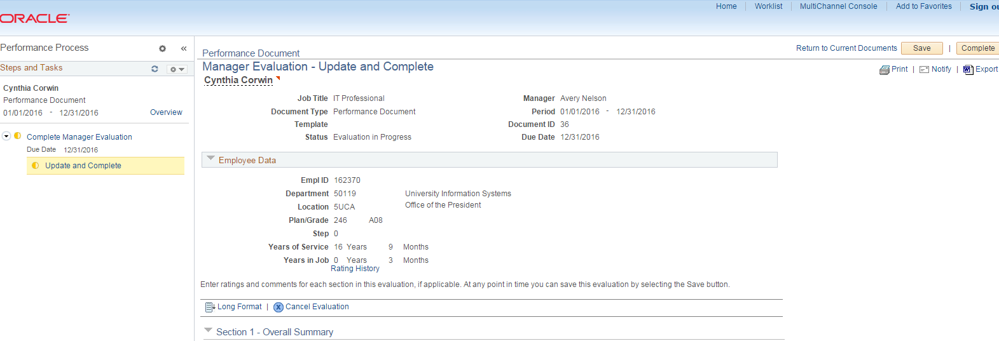 Home Worklist MultiChannel Console Add to Favorites Sign ou
ORACLE
Performance Process «
Steps and Tasks
Cynthia Corwin
Performance Document
01/01/2016 - 12/31/2016 Overview
Complete Manager Evaluation
Due Date 12/31/2016
Update and Complete
Return to Current Documents Save | Complete
Performance Document
Manager Evaluation - Update and Complete
Print | Notify | Export
Cynthia Corwin
Job Title IT Professional Manager Avery Nelson
Document Type Performance Document Period 01/01/2016 - 12/31/2016
Template Document ID 36
Status Evaluation in Progress Due Date 12/31/2016
Employee Data
Empl ID 162370
Department 50119 University Information Systems
Location 5UCA Office of the President
Plan/Grade 246 A08
Step 0
Years of Service 16 Years 9 Months
Years in Job 0 Years 3 Months
Rating History
Enter ratings and comments for each section in this evaluation, if applicable. At any point in time you can save this evaluation by selecting the Save button.
Long Format | Cancel Evaluation
Section 1 - Overall Summary